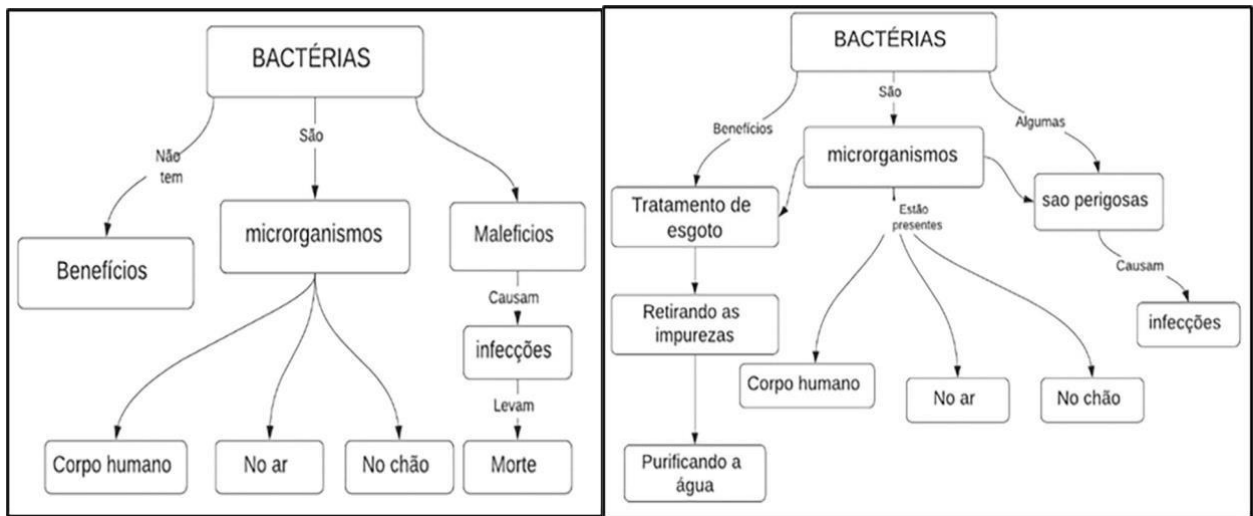 BACTÉRIAS
Não
tem
São
Benefícios
microrganismos
Maleficios
Causam
infecções
Levam
Corpo humano
No ar
No chão
Morte
BACTÉRIAS
Benefícios
São
Algumas
microrganismos
Tratamento de
esgoto
sao perigosas
Estão
presentes
Causam
Retirando as
impurezas
infecções
Corpo humano
No ar
No chão
Purificando a
água